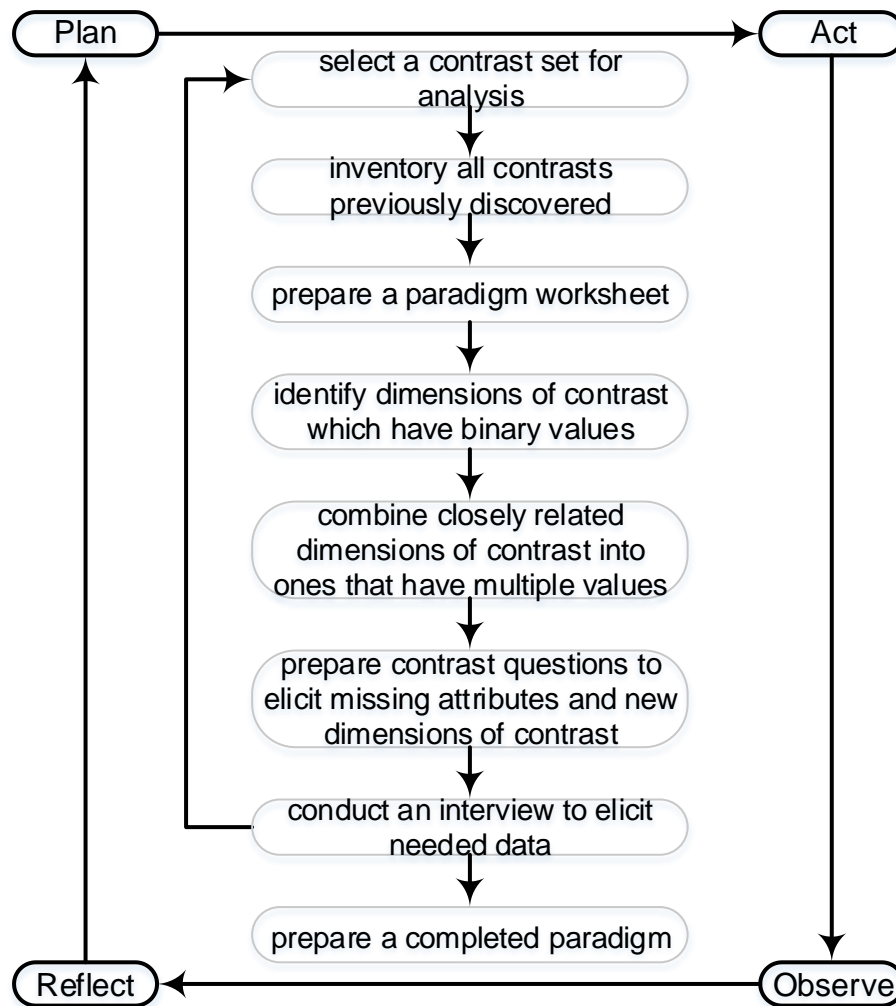 Plan
Act
select a contrast set for
analysis
inventory all contrasts
previously discovered
prepare a paradigm worksheet
identify dimensions of contrast
which have binary values
combine closely related
dimensions of contrast into
ones that have multiple values
prepare contrast questions to
elicit missing attributes and new
dimensions of contrast
conduct an interview to elicit
needed data
prepare a completed paradigm
Reflect
Observe